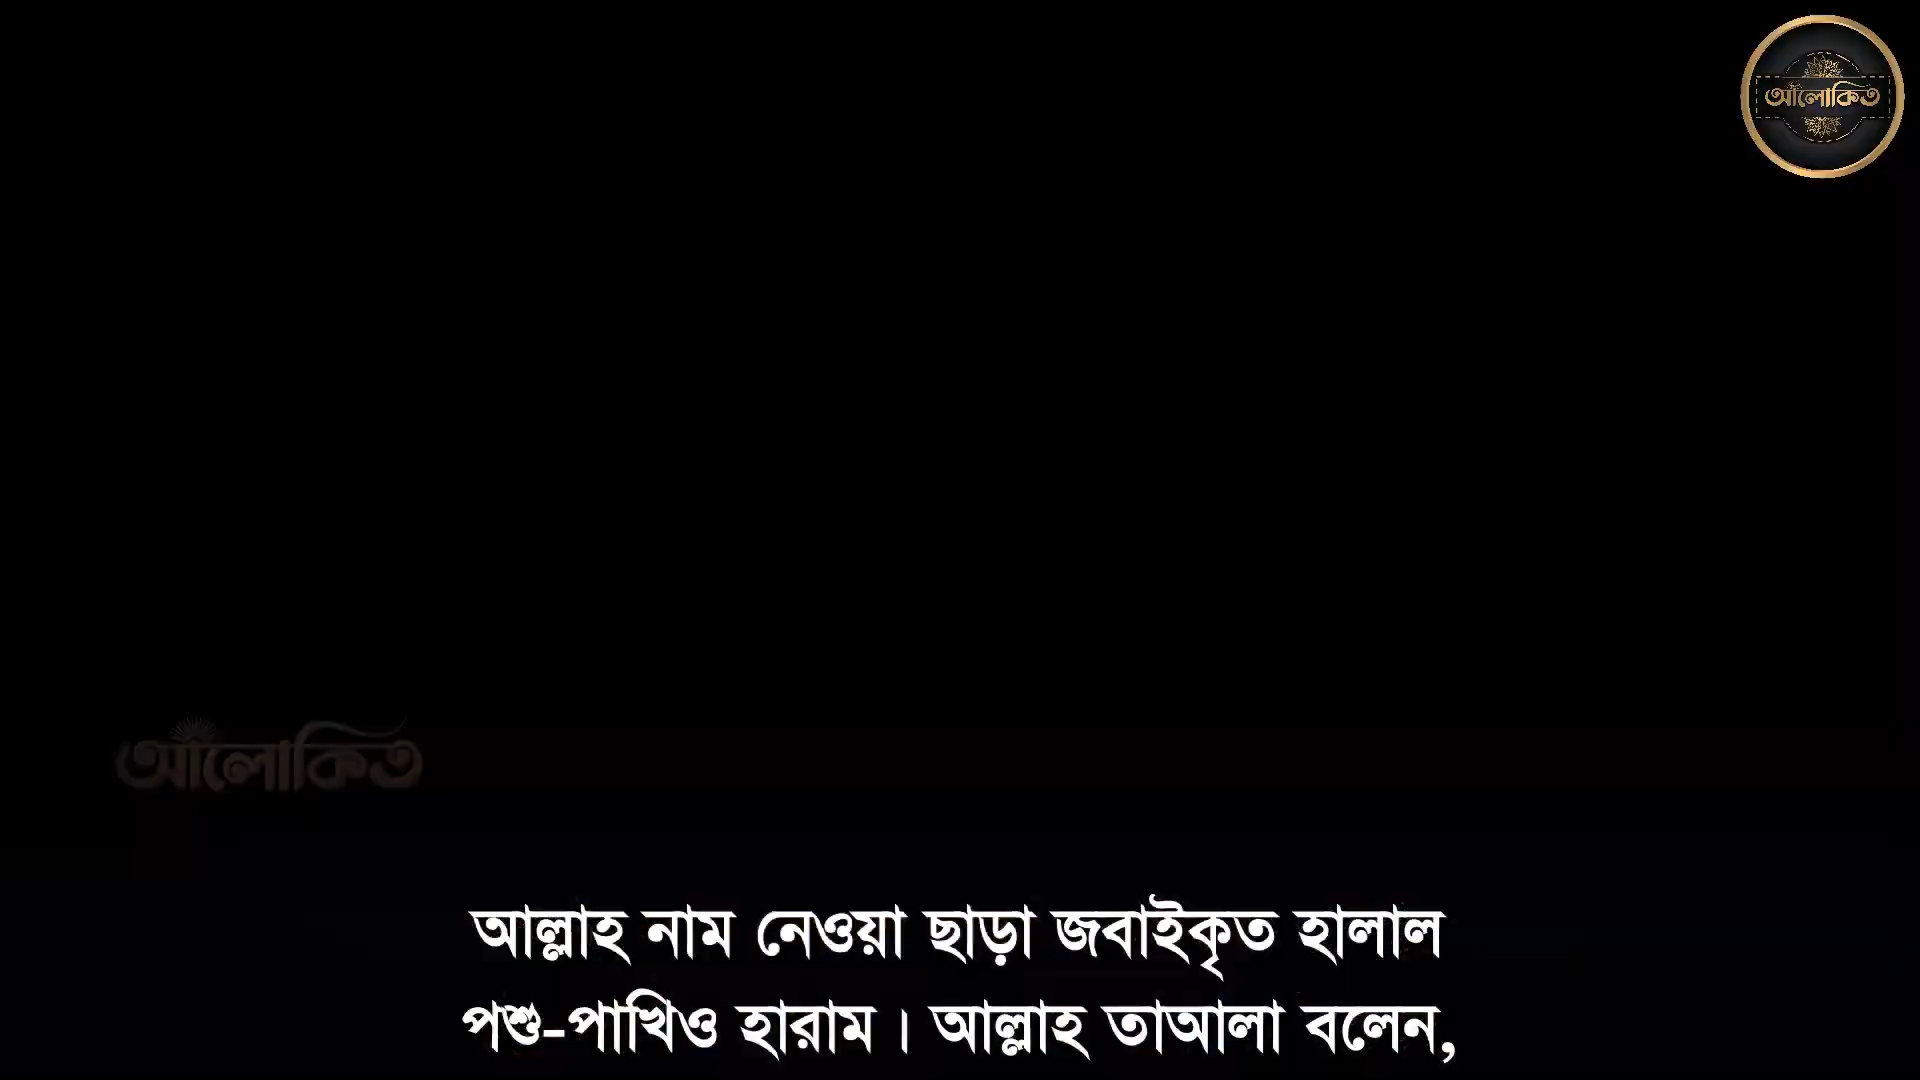 আলোকিত
আলোকিত
আল্লাহ নাম নেওয়া ছাড়া জবাইকৃত হালাল
পশু-পাখিও হারাম। আল্লাহ তাআলা বলেন,